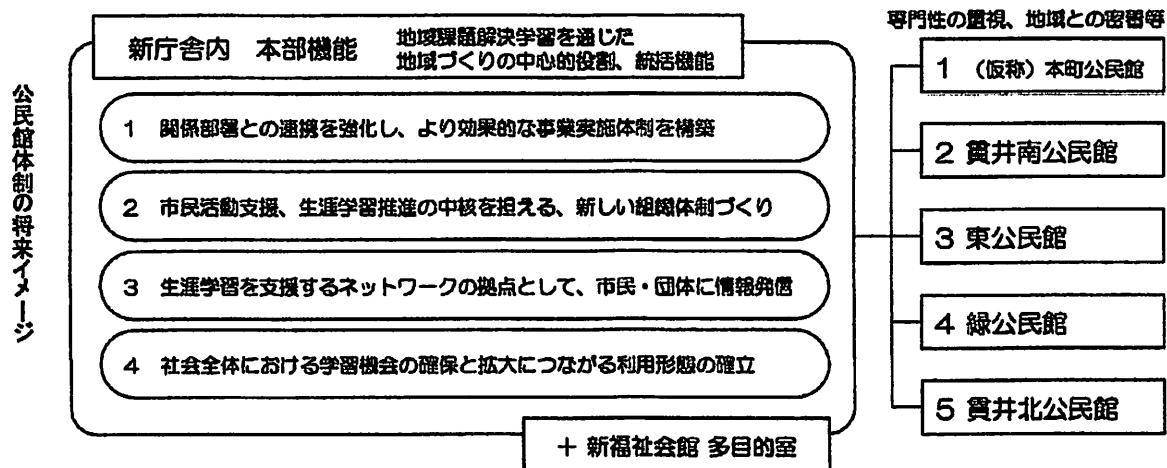 公民館体制の将来イメージ
新庁舎内 本部機能
地域課題解決学習を通じた
地域づくりの中心的役割、統括機能
1 関係部署との連携を強化し、より効果的な事業実施体制を構築
2 市民活動支援、生涯学習推進の中核を担える、新しい組織体制づくり
3 生涯学習を支援するネットワークの拠点として、市民・団体に情報発信
4 社会全体における学習機会の確保と拡大につながる利用形態の確立
＋ 新福祉会館 多目的室
専門性の重視、地域との密着等
1 （仮称）本町公民館
2 貫井南公民館
3 東公民館
4 緑公民館
5 貫井北公民館